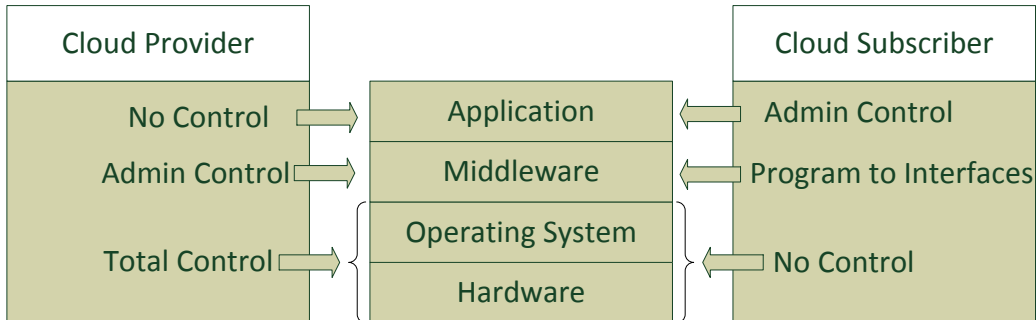 Cloud Provider
Cloud Subscriber
No Control
Application
Admin Control
Admin Control
Middleware
Program to Interfaces
Operating System
Total Control
No Control
Hardware